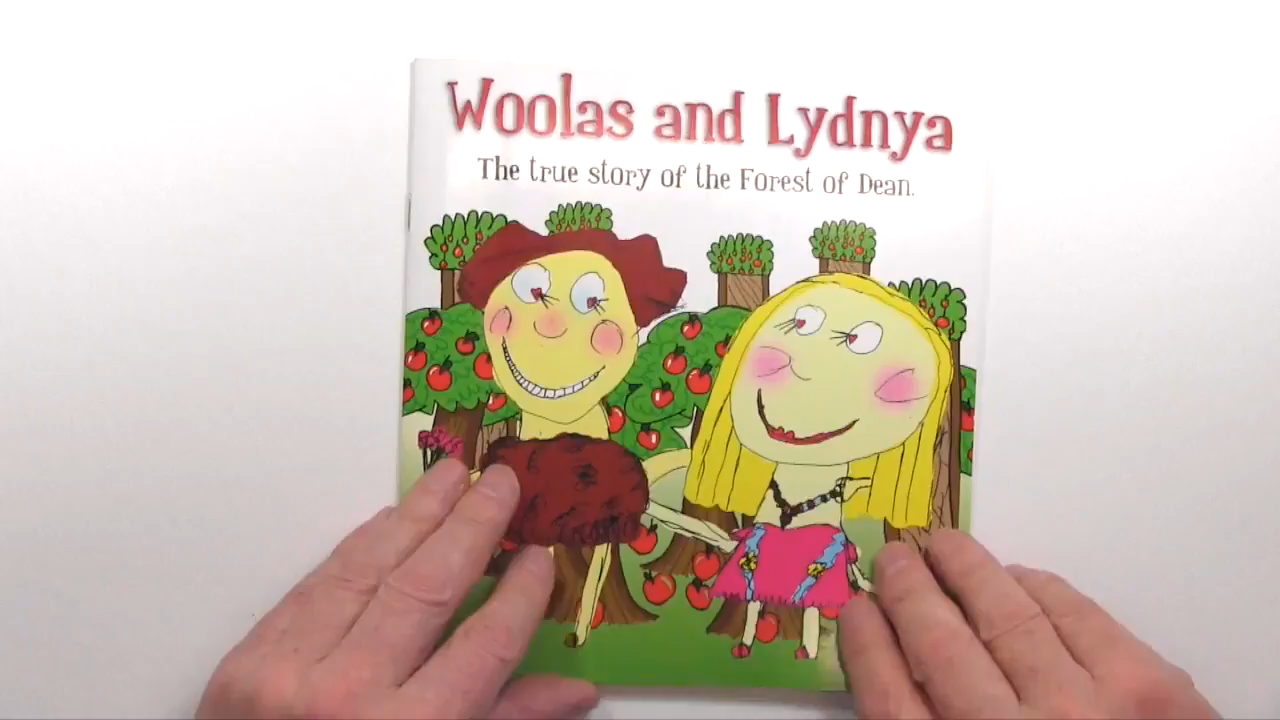 Woolas and Lydnya
The true story of the Forest of Dean.